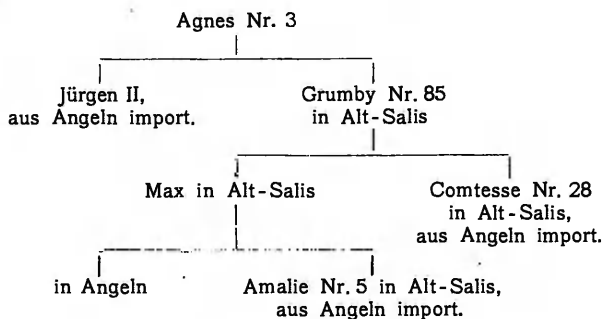 Agnes Nr. 3
Jürgen II,
aus Angeln import.
Grumby Nr. 85
in Alt-Salis
Max in Alt-Salis
Comtesse Nr. 28
in Alt-Salis,
aus Angeln import.
in Angeln
Amalie Nr. 5 in Alt-Salis,
aus Angeln import.